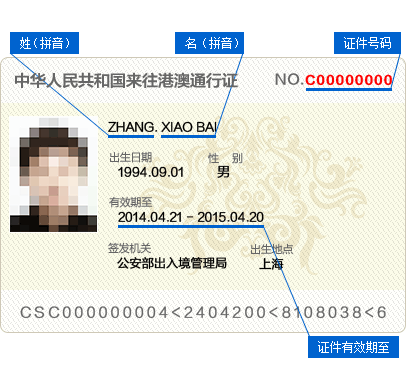 姓（拼音）
名（拼音）
证件号码
中华人民共和国来往港澳通行证
NO.C00000000
ZHANG. XIAO BAI
出生日期
性 别
1994.09.01
男
有效期至
2014.04.21 - 2015.04.20
签发机关
出生地点
公安部出入境管理局
上海
CSC000000004<2404200<8108038<6
证件有效期至